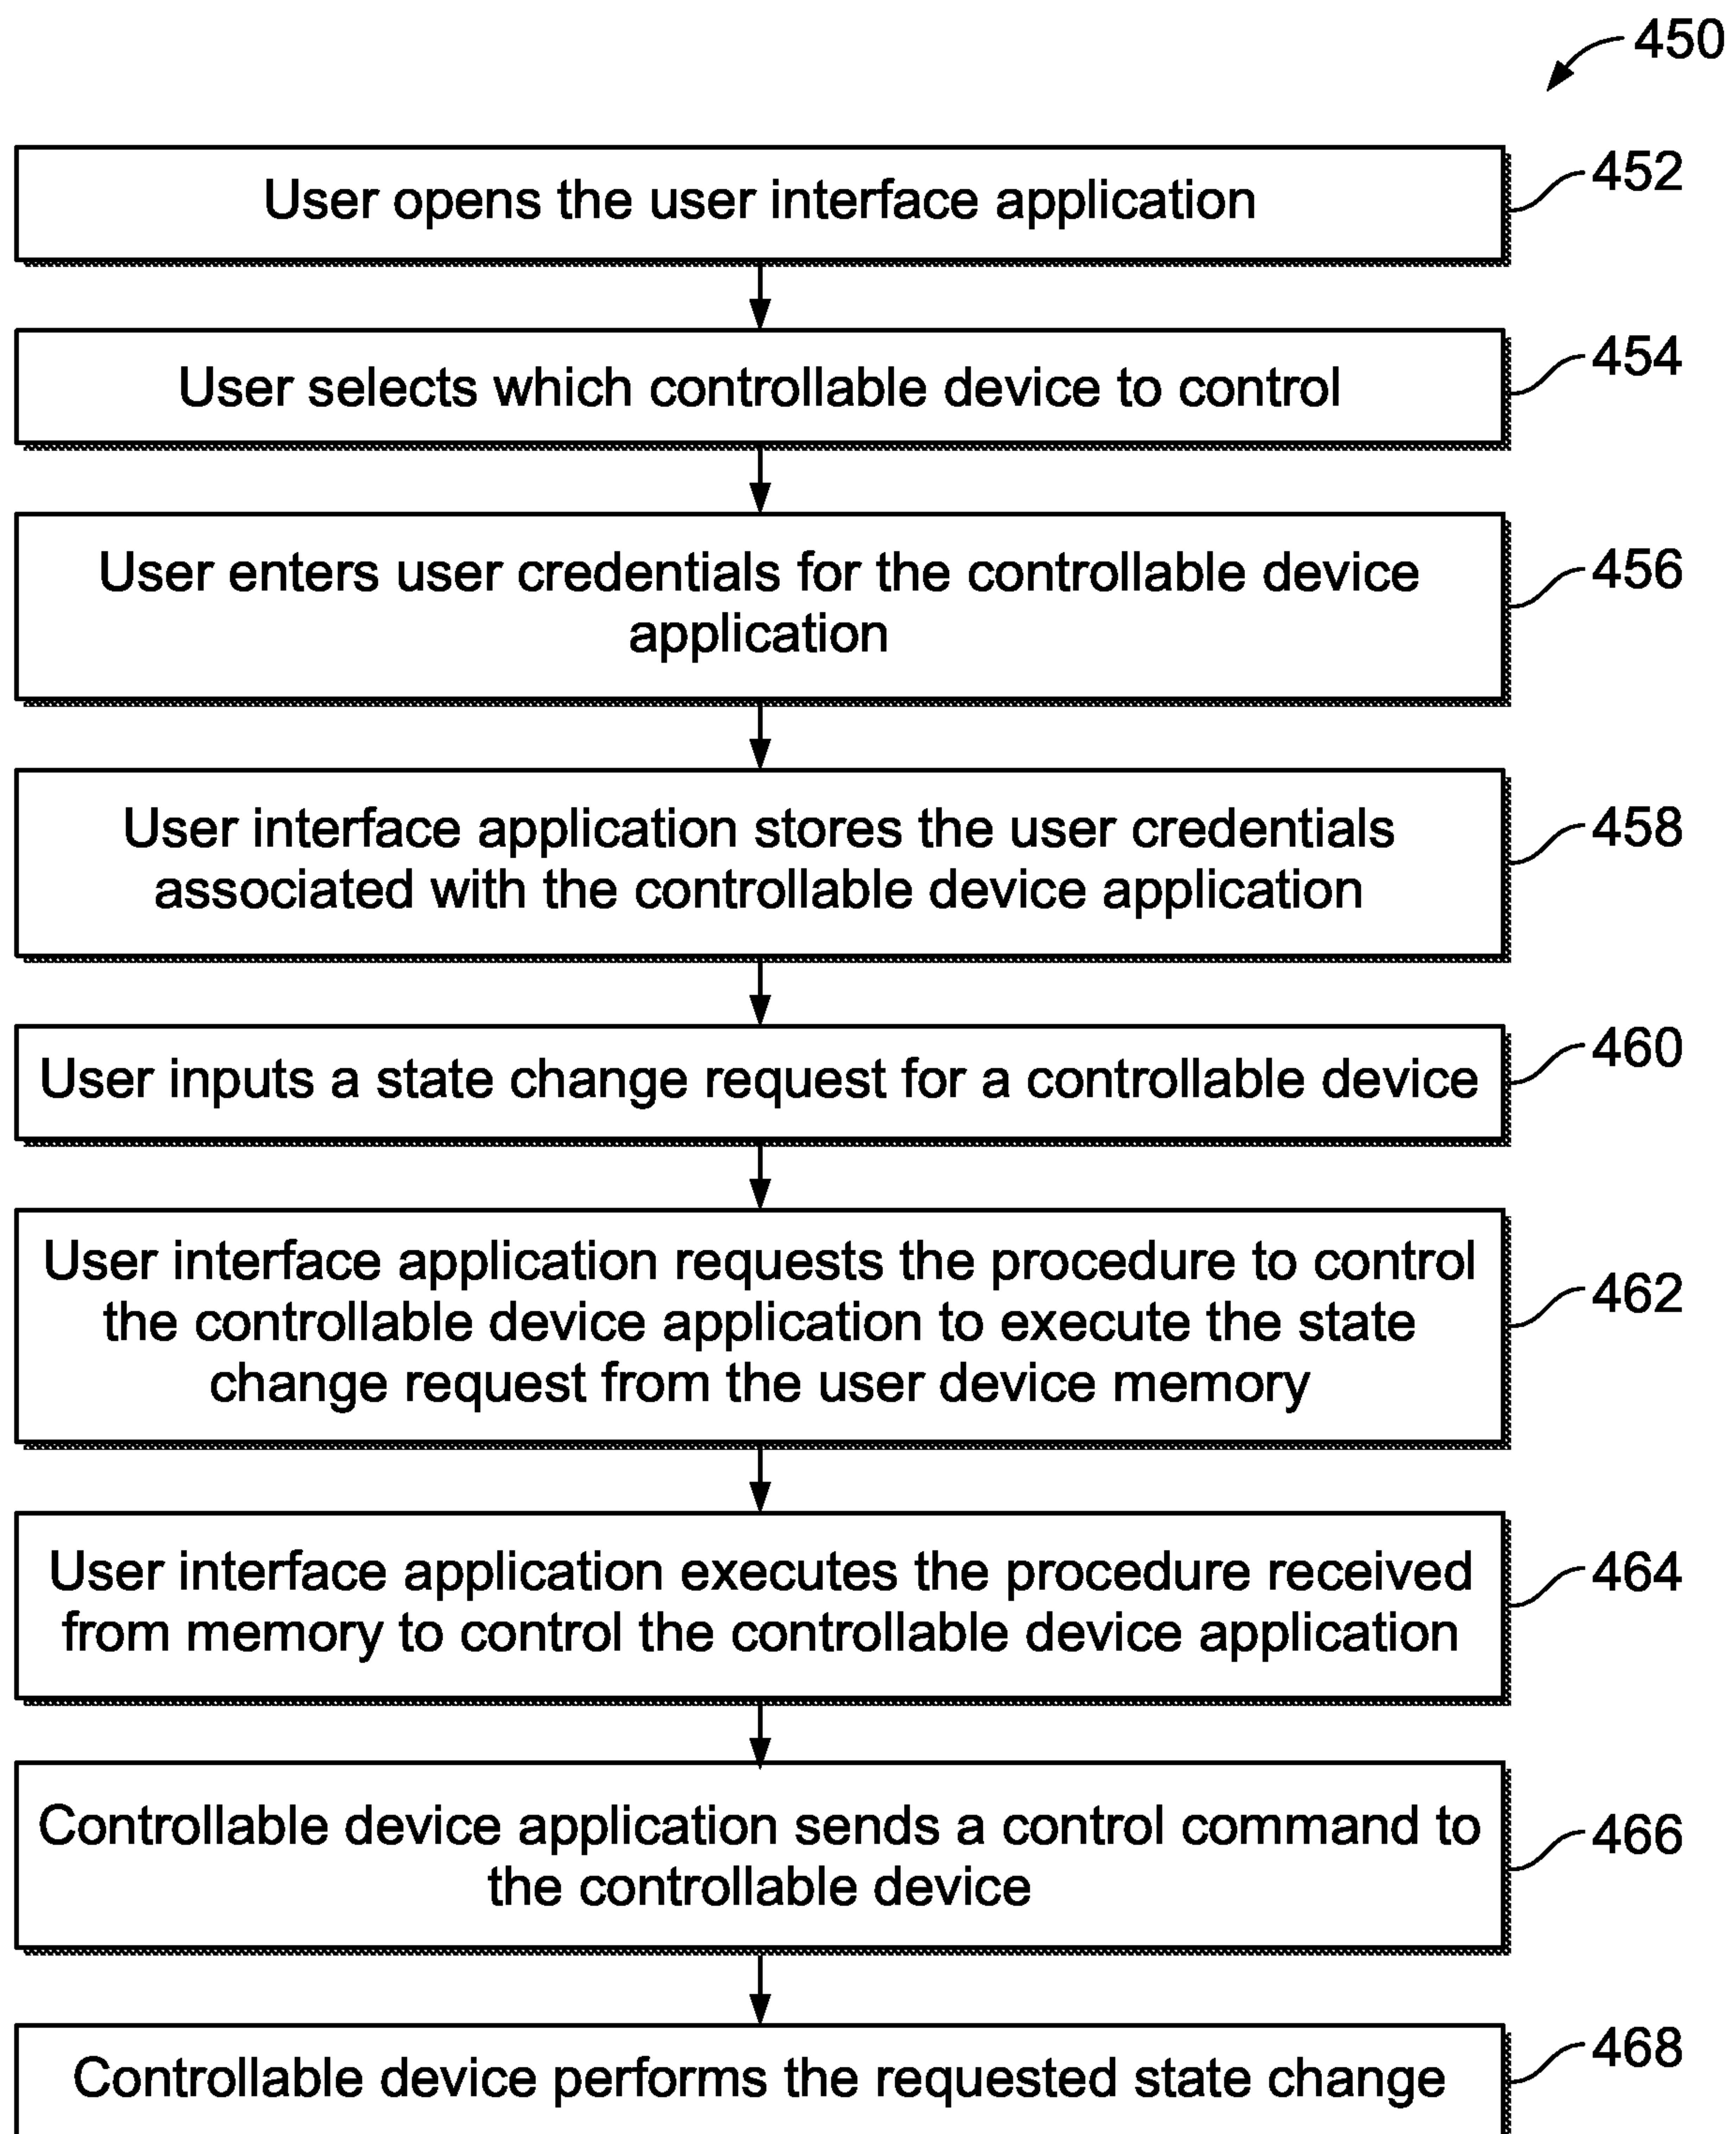 450
User opens the user interface application
452
User selects which controllable device to control
454
User enters user credentials for the controllable device
application
456
User interface application stores the user credentials
associated with the controllable device application
458
User inputs a state change request for a controllable device
460
User interface application requests the procedure to control
the controllable device application to execute the state
change request from the user device memory
462
User interface application executes the procedure received
from memory to control the controllable device application
464
Controllable device application sends a control command to
the controllable device
466
Controllable device performs the requested state change
468